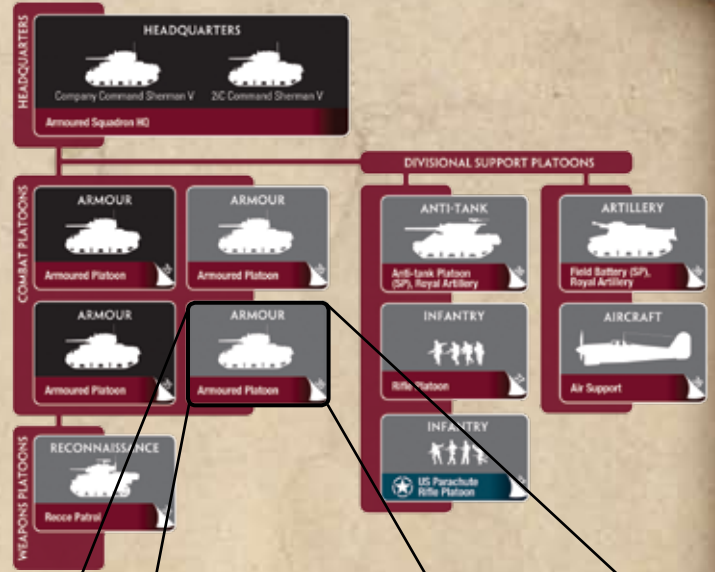 HEADQUARTERS
HEADQUARTERS
Company Command Sherman V
2iC Command Sherman V
Armoured Squadron HQ
DIVISIONAL SUPPORT PLATOONS
COMBAT PLATOONS
ARMOUR
Armoured Platoon
ARMOUR
Armoured Platoon
ANTI-TANK
Anti-tank Platoon
(SP), Royal Artillery
ARTILLERY
Field Battery (SP),
Royal Artillery
ARMOUR
Armoured Platoon
ARMOUR
Armoured Platoon
INFANTRY
Rifle Platoon
AIRCRAFT
Air Support
WEAPONS PLATOONS
RECONNAISSANCE
Recce Patrol
INFANTRY
US Parachute
Rifle Platoon